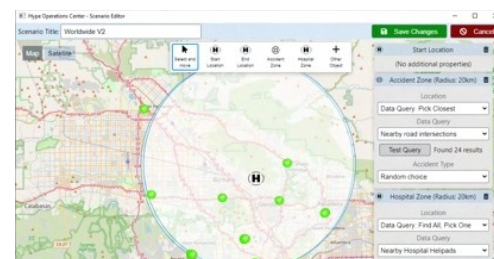 Hype Operations Center - Scenario Editor
Scenario Title: Worldwide V2
Save Changes
Cancel
Map
Satellite
Select and Move
Start Location
End Location
Accident Zone
Hospital Zone
Other Object
Start Location
(No additional properties)
Accident Zone (Radius: 20km)
Location
Data Query: Pick Closest
Data Query
Nearby road intersections
Test Query
Found 24 results
Accident Type
Random choice
Hospital Zone (Radius: 20km)
Location
Data Query: Find All, Pick One
Data Query
Nearby Hospital Helipads
Calabasas
Burbank